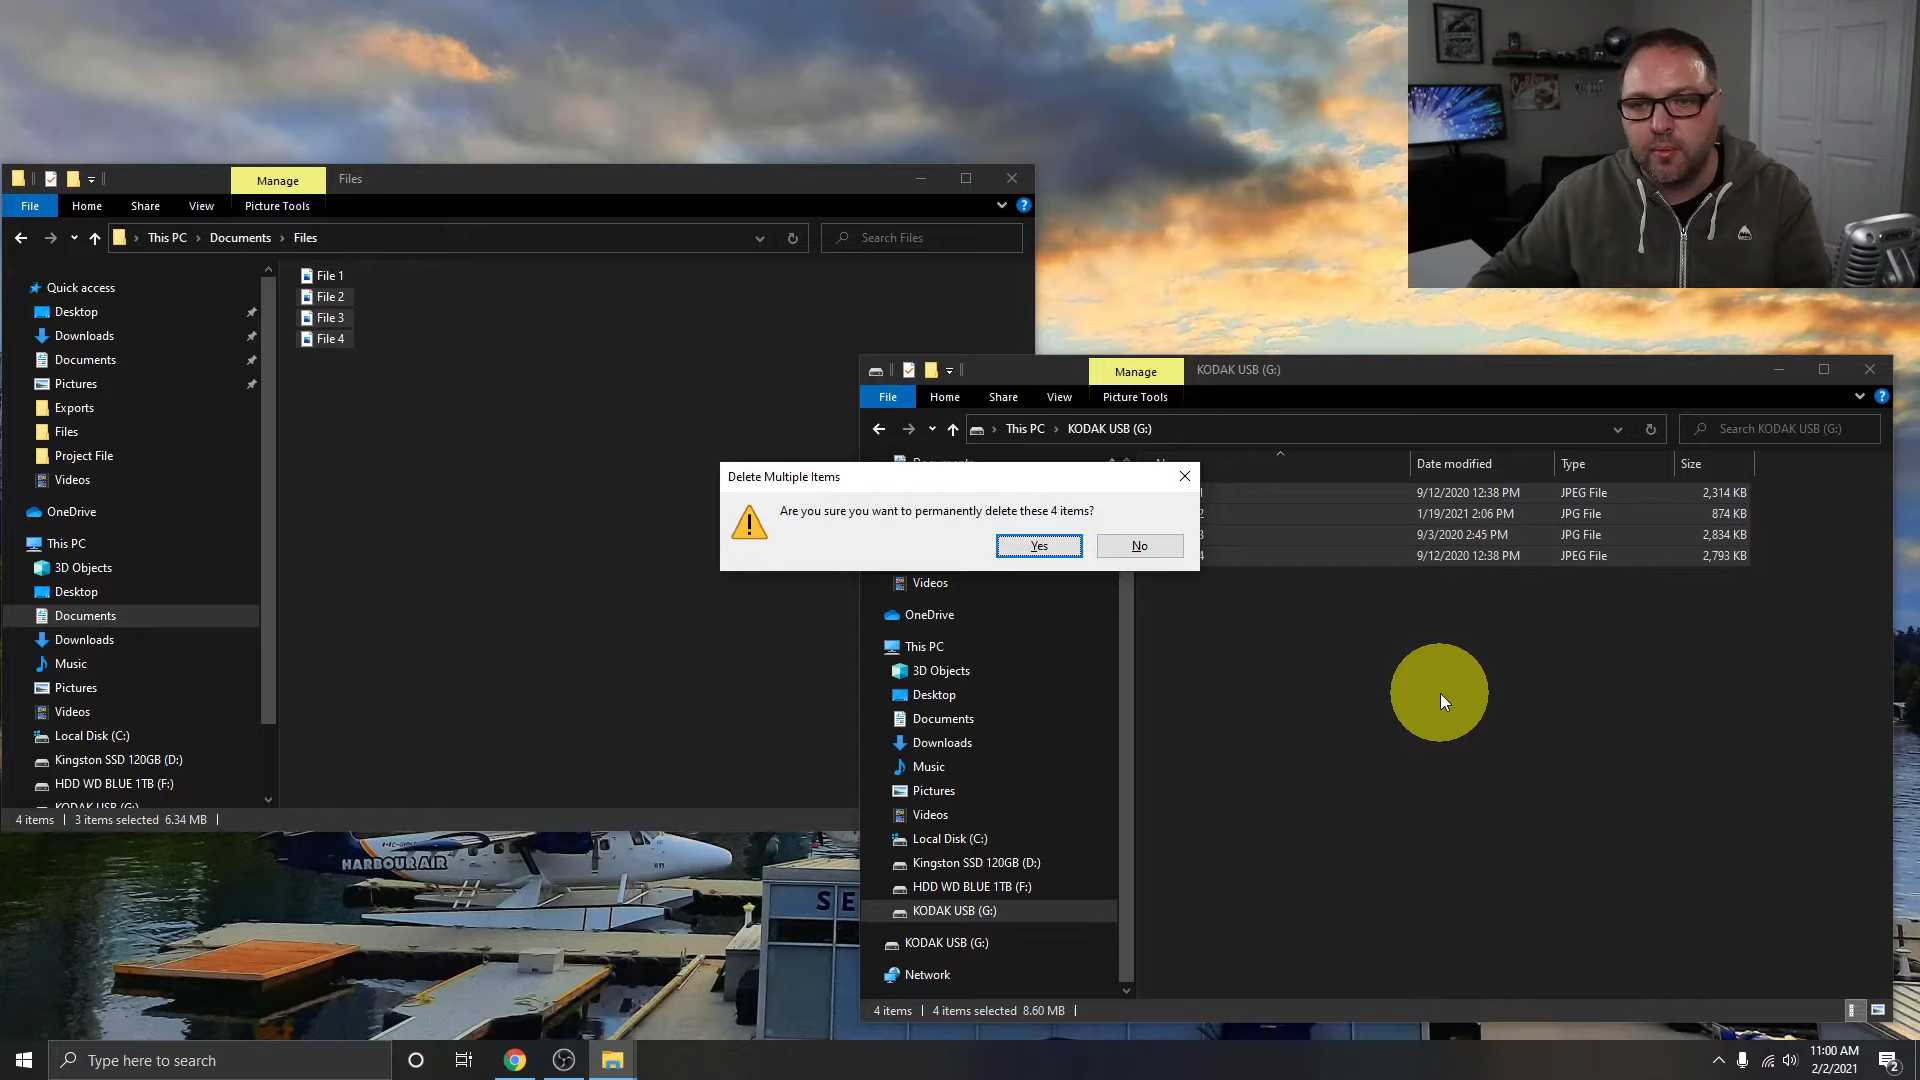 Manage
Files
File
Home
Share
View
Picture Tools
This PC
Documents
Files
Search Files
Quick access
Desktop
Downloads
Documents
Pictures
Exports
Files
Project File
Videos
OneDrive
This PC
3D Objects
Desktop
Documents
Downloads
Music
Pictures
Videos
Local Disk (C:)
Kingston SSD 120GB (D:)
HDD WD BLUE 1TB (F:)
KODAK USB (G:)
File 1
File 2
File 3
File 4
4 items
3 items selected 6.34 MB
Manage
KODAK USB (G:)
File
Home
Share
View
Picture Tools
This PC
KODAK USB (G:)
Search KODAK USB (G:)
Date modified
Type
Size
9/12/2020 12:38 PM JPEG File 2,314 KB
1/19/2021 2:06 PM JPG File 874 KB
9/3/2020 2:45 PM JPG File 2,834 KB
9/12/2020 12:38 PM JPEG File 2,793 KB
Delete Multiple Items
Are you sure you want to permanently delete these 4 items?
Yes
No
Videos
OneDrive
This PC
3D Objects
Desktop
Documents
Downloads
Music
Pictures
Videos
Local Disk (C:)
Kingston SSD 120GB (D:)
HDD WD BLUE 1TB (F:)
KODAK USB (G:)
KODAK USB (G:)
Network
4 items
4 items selected 8.60 MB
HARBOUR AIR
SE
Type here to search
11:00 AM
2/2/2021
2